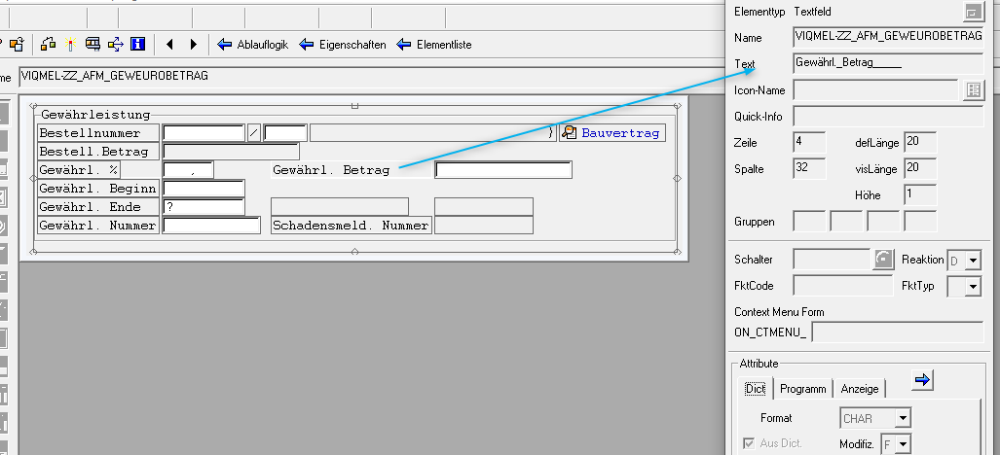 Elementtyp Textfeld
Name VIQMEL-ZZ_AFM_GEWEUROBETRAG
Ablauflogik Eigenschaften Elementliste
Text Gewährl._Betrag_____
me VIQMEL-ZZ_AFM_GEWEUROBETRAG
Icon-Name
Quick-Info
Gewährleistung
Bestellnummer / ) Bauvertrag
Bestell.Betrag
Gewährl. % , Gewährl. Betrag
Gewährl. Beginn
Gewährl. Ende ?
Gewährl. Nummer Schadensmeld. Nummer
Zeile 4 defLänge 20
Spalte 32 visLänge 20
Höhe 1
Gruppen
Schalter Reaktion D
FktCode FktTyp
Context Menu Form
ON_CTMENU_
Attribute
Dict Programm Anzeige
Format CHAR
Aus Dict. Modifiz. F